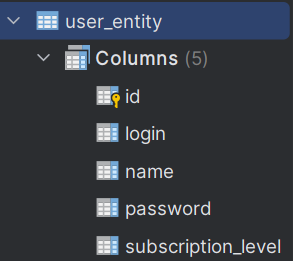 user_entity
Columns (5)
id
login
name
password
subscription_level